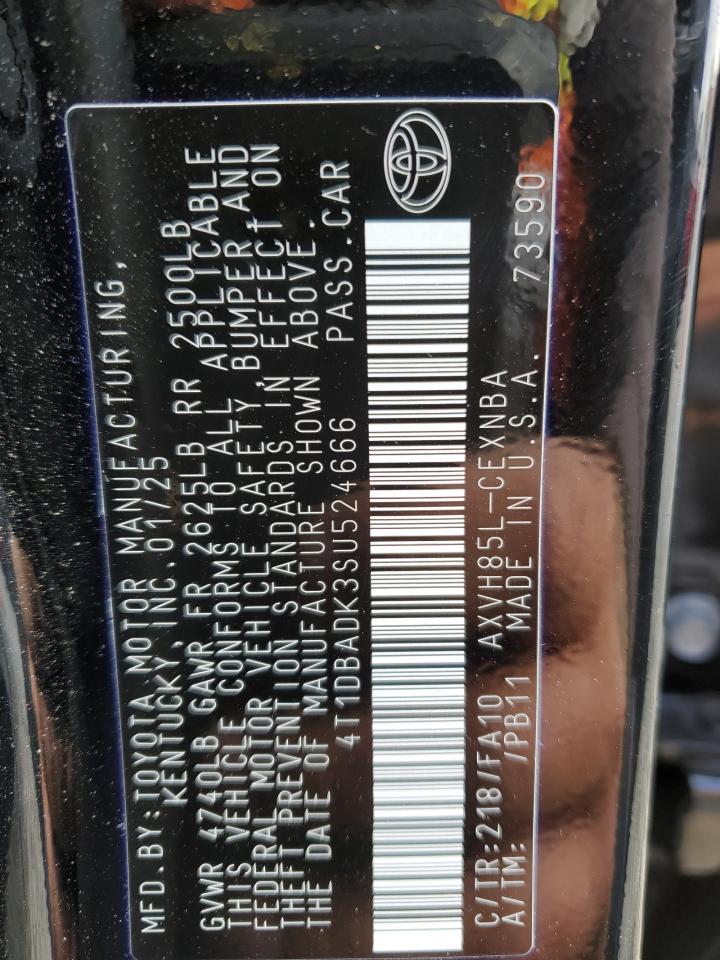 MFD.BY:TOYOTA MOTOR MANUFACTURING,
KENTUCKY, INC.01/25
GVWR 4740LB GAWR FR 2625LB RR 2500LB
THIS VEHICLE CONFORMS TO ALL APPLICABLE
FEDERAL MOTOR VEHICLE SAFETY, BUMPER AND
THEFT PREVENTION STANDARDS IN EFFECT ON
THE DATE OF MANUFACTURE SHOWN ABOVE.
4T1DBADK3SU524666 PASS.CAR
C/TR:218/FA10 AXVH85L-CEXNBA
A/TM: /PB11 MADE IN U.S.A. 73590